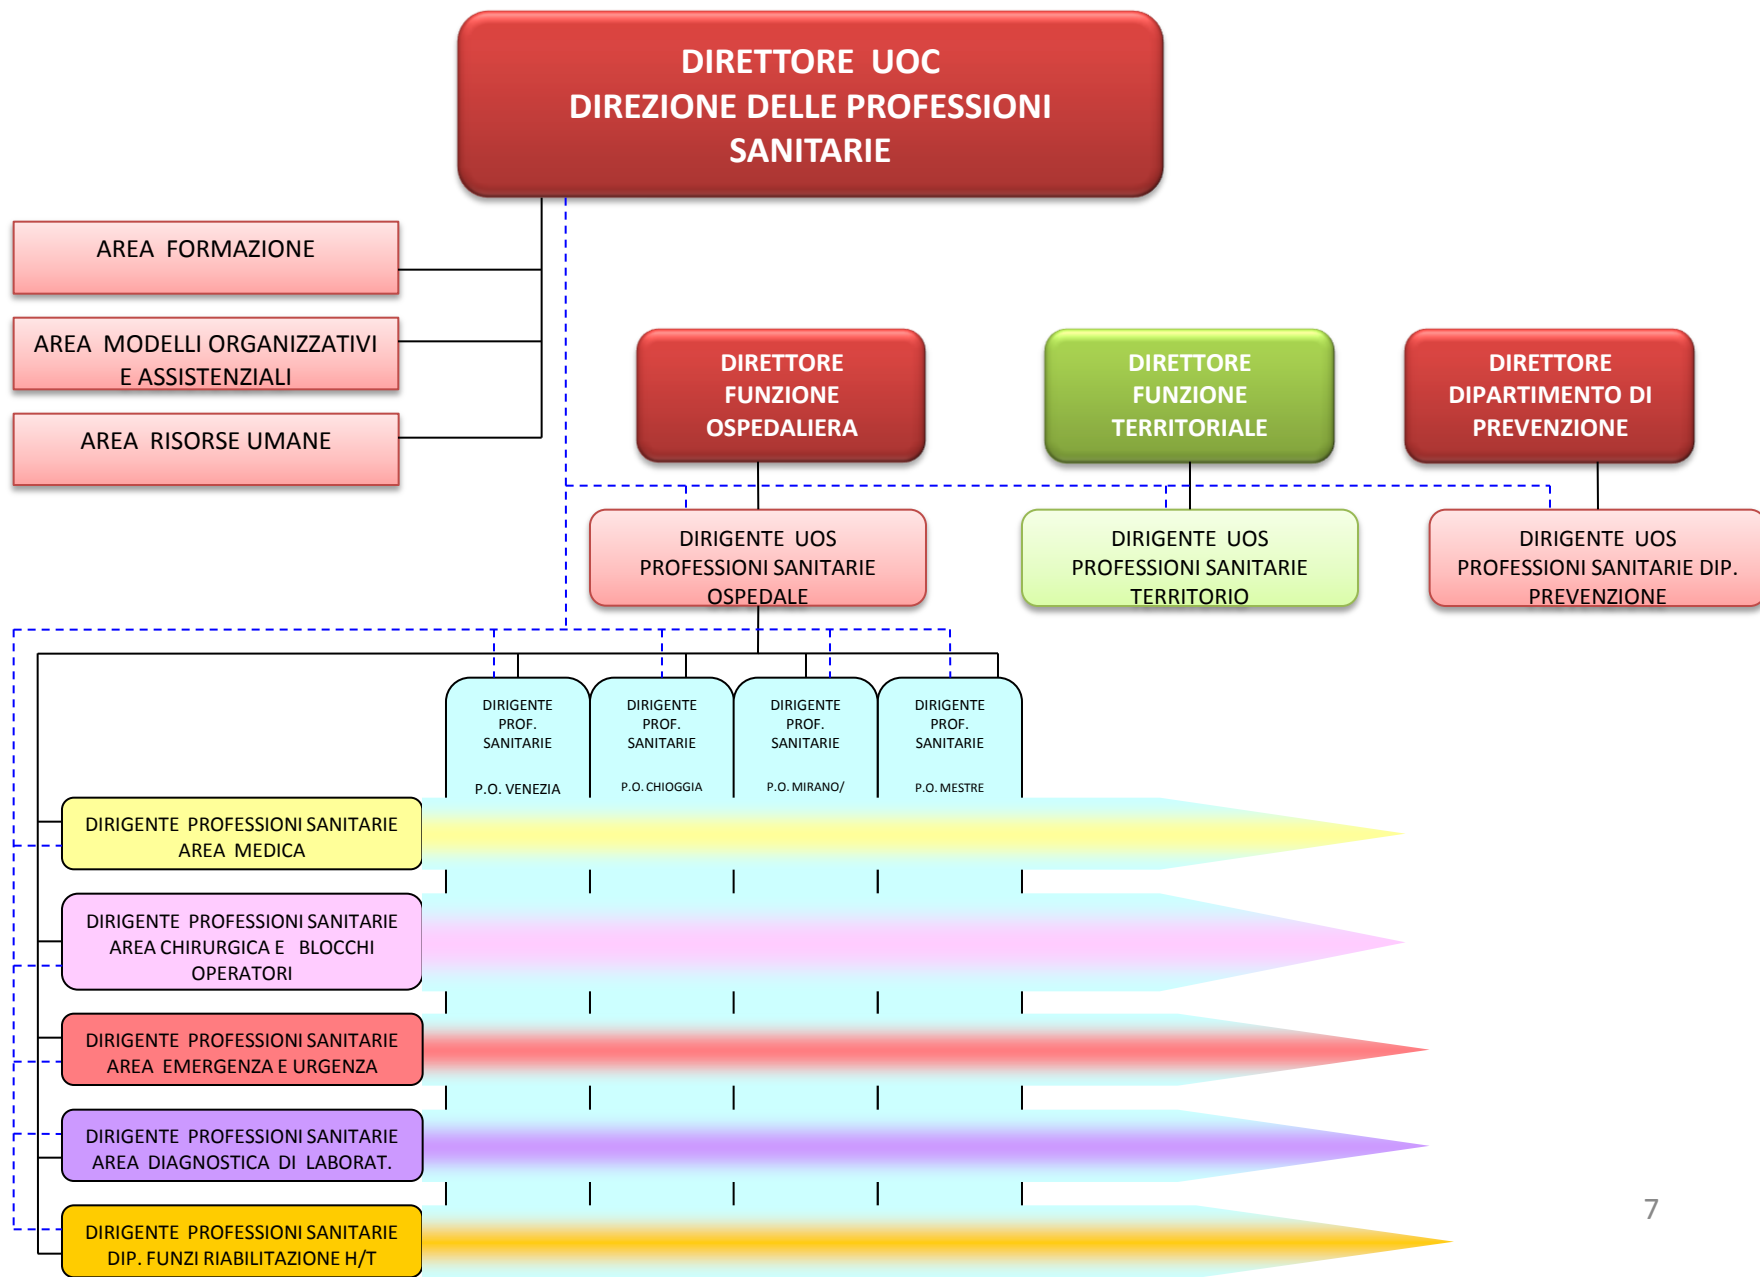 DIRETTORE UOC
DIREZIONE DELLE PROFESSIONI
SANITARIE
AREA FORMAZIONE
AREA MODELLI ORGANIZZATIVI
E ASSISTENZIALI
AREA RISORSE UMANE
DIRETTORE
FUNZIONE
OSPEDALIERA
DIRETTORE
FUNZIONE
TERRITORIALE
DIRETTORE
DIPARTIMENTO DI
PREVENZIONE
DIRIGENTE UOS
PROFESSIONI SANITARIE
OSPEDALE
DIRIGENTE UOS
PROFESSIONI SANITARIE
TERRITORIO
DIRIGENTE UOS
PROFESSIONI SANITARIE DIP.
PREVENZIONE
DIRIGENTE
PROF.
SANITARIE
P.O. VENEZIA
DIRIGENTE
PROF.
SANITARIE
P.O. CHIOGGIA
DIRIGENTE
PROF.
SANITARIE
P.O. MIRANO/
DIRIGENTE
PROF.
SANITARIE
P.O. MESTRE
DIRIGENTE PROFESSIONI SANITARIE
AREA MEDICA
DIRIGENTE PROFESSIONI SANITARIE
AREA CHIRURGICA E BLOCCHI
OPERATORI
DIRIGENTE PROFESSIONI SANITARIE
AREA EMERGENZA E URGENZA
DIRIGENTE PROFESSIONI SANITARIE
AREA DIAGNOSTICA DI LABORAT.
DIRIGENTE PROFESSIONI SANITARIE
DIP. FUNZI RIABILITAZIONE H/T
7